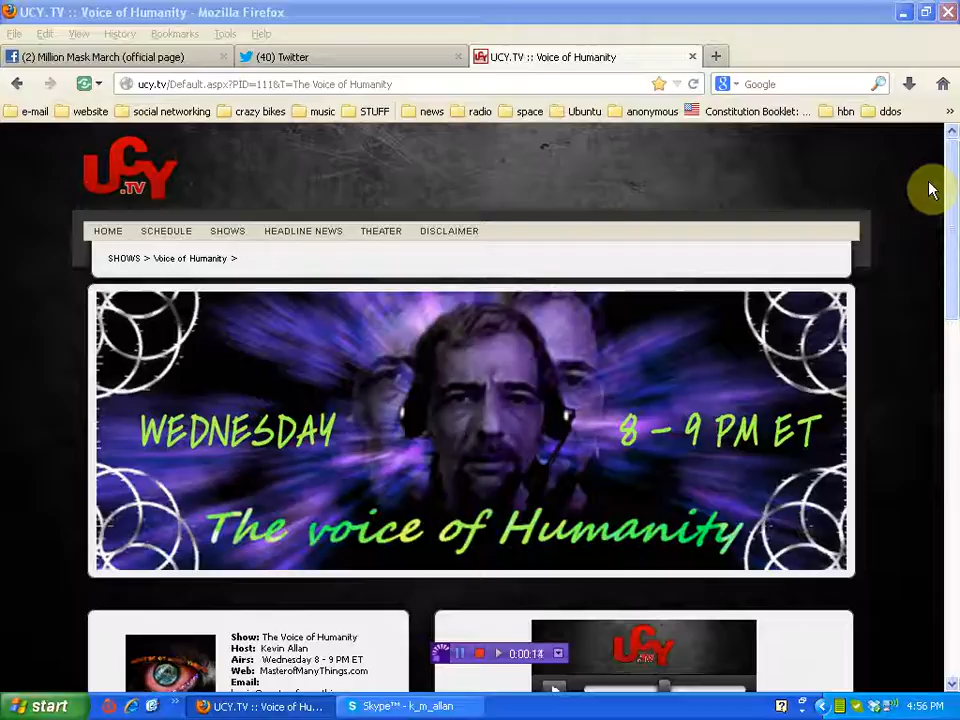 UCY.TV :: Voice of Humanity - Mozilla Firefox
File Edit View History Bookmarks Tools Help
(2) Million Mask March (official page)
(40) Twitter
UCY.TV :: Voice of Humanity
ucy.tv/Default.aspx?PID=111&T=The Voice of Humanity
Google
e-mail website social networking crazy bikes music STUFF news radio space Ubuntu anonymous Constitution Booklet: ... hbn ddos
UCY
.TV
HOME SCHEDULE SHOWS HEADLINE NEWS THEATER DISCLAIMER
SHOWS > Voice of Humanity >
WEDNESDAY 8 - 9 PM ET
The voice of Humanity
Show: The Voice of Humanity
Host: Kevin Allan
Airs: Wednesday 8 - 9 PM ET
Web: MasterofManyThings.com
Email:
UCY
.TV
0:00:14
start
UCY.TV :: Voice of Hu...
Skype™ - k_m_allan
4:56 PM